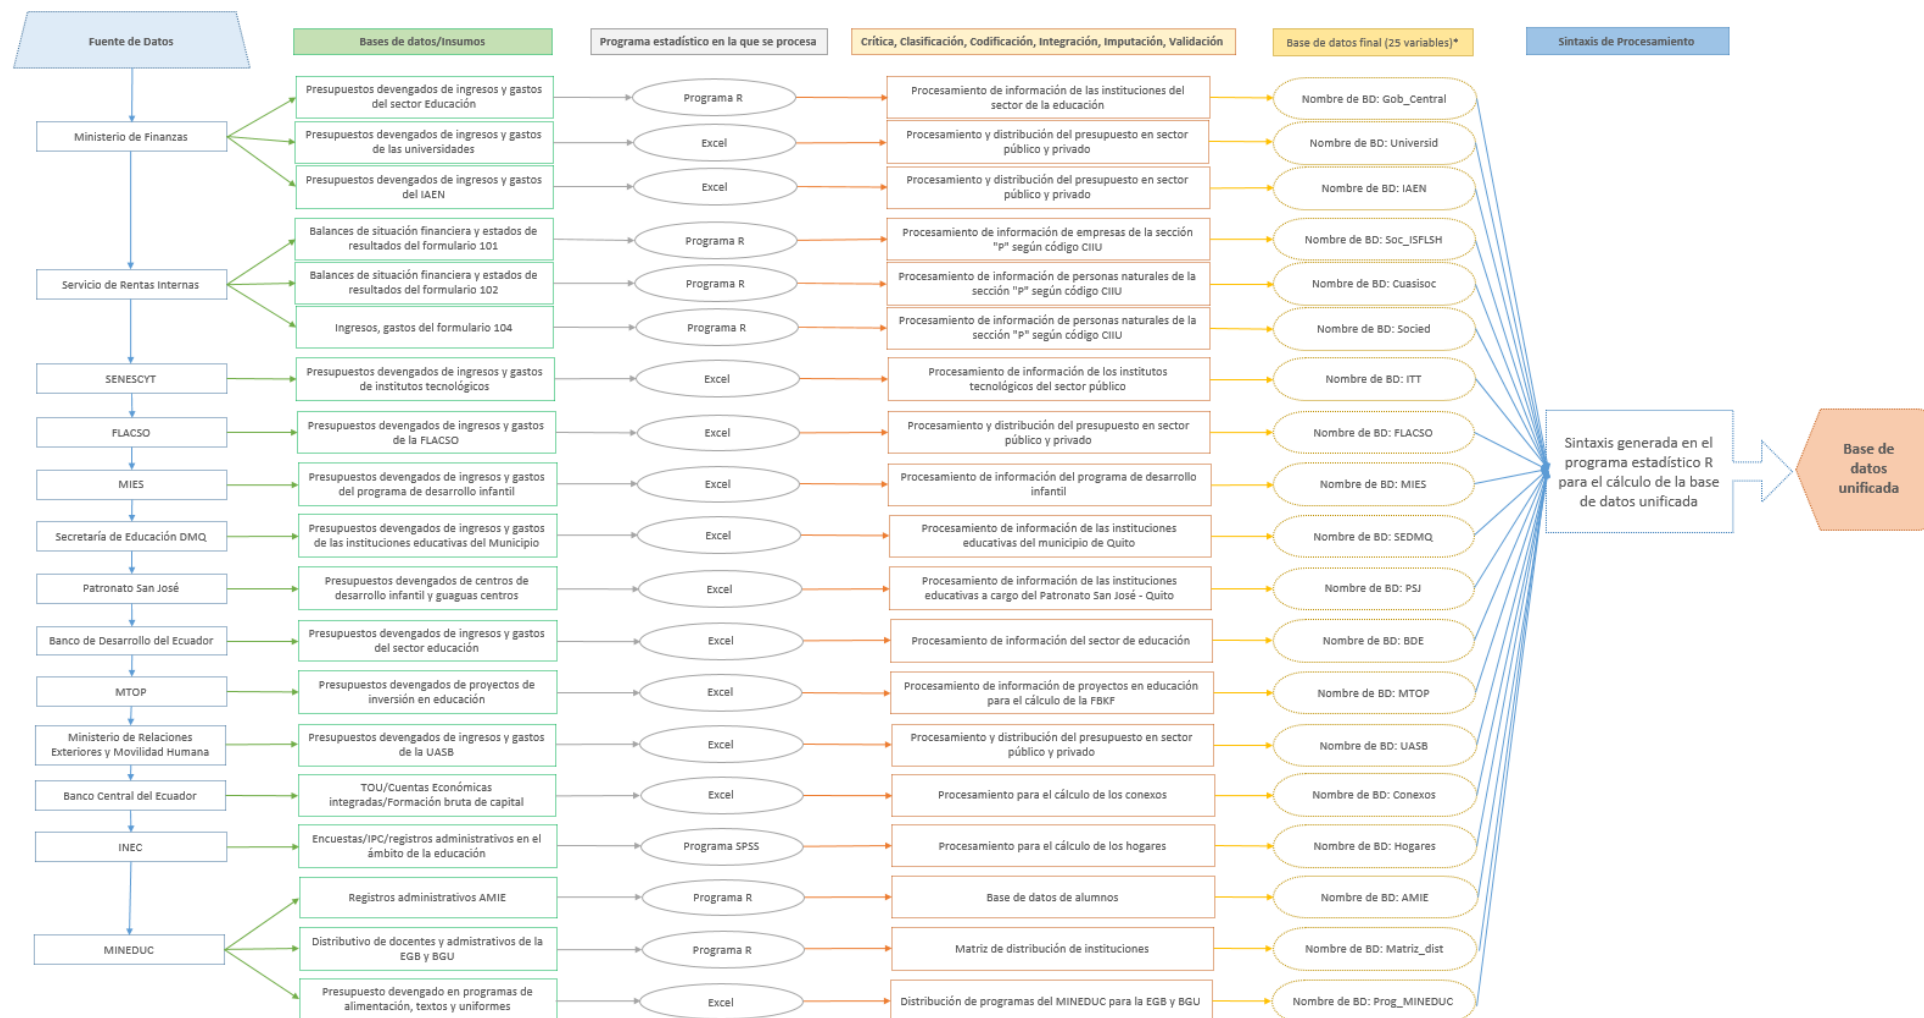 Fuente de Datos
Bases de datos/Insumos
Programa estadístico en la que se procesa
Crítica, Clasificación, Codificación, Integración, Imputación, Validación
Base de datos final (25 variables)*
Sintaxis de Procesamiento
Ministerio de Finanzas
Presupuestos devengados de ingresos y gastos
del sector Educación
Programa R
Procesamiento de información de las instituciones del
sector de la educación
Nombre de BD: Gob_Central
Presupuestos devengados de ingresos y gastos
de las universidades
Excel
Procesamiento y distribución del presupuesto en sector
público y privado
Nombre de BD: Universid
Presupuestos devengados de ingresos y gastos
del IAEN
Excel
Procesamiento y distribución del presupuesto en sector
público y privado
Nombre de BD: IAEN
Servicio de Rentas Internas
Balances de situación financiera y estados de
resultados del formulario 101
Programa R
Procesamiento de información de empresas de la sección
"P" según código CIIU
Nombre de BD: Soc_ISFLSH
Balances de situación financiera y estados de
resultados del formulario 102
Programa R
Procesamiento de información de personas naturales de la
sección "P" según código CIIU
Nombre de BD: Cuasisoc
Ingresos, gastos del formulario 104
Programa R
Procesamiento de información de personas naturales de la
sección "P" según código CIIU
Nombre de BD: Socied
SENESCYT
Presupuestos devengados de ingresos y gastos
de institutos tecnológicos
Excel
Procesamiento de información de los institutos
tecnológicos del sector público
Nombre de BD: ITT
FLACSO
Presupuestos devengados de ingresos y gastos
de la FLACSO
Excel
Procesamiento y distribución del presupuesto en sector
público y privado
Nombre de BD: FLACSO
MIES
Presupuestos devengados de ingresos y gastos
del programa de desarrollo infantil
Excel
Procesamiento de información del programa de desarrollo
infantil
Nombre de BD: MIES
Secretaría de Educación DMQ
Presupuestos devengados de ingresos y gastos
de las instituciones educativas del Municipio
Excel
Procesamiento de información de las instituciones
educativas del municipio de Quito
Nombre de BD: SEDMQ
Patronato San José
Presupuestos devengados de centros de
desarrollo infantil y guaguas centros
Excel
Procesamiento de información de las instituciones
educativas a cargo del Patronato San José - Quito
Nombre de BD: PSJ
Banco de Desarrollo del Ecuador
Presupuestos devengados de ingresos y gastos
del sector educación
Excel
Procesamiento de información del sector de educación
Nombre de BD: BDE
MTOP
Presupuestos devengados de proyectos de
inversión en educación
Excel
Procesamiento de información de proyectos en educación
para el cálculo de la FBKF
Nombre de BD: MTOP
Ministerio de Relaciones
Exteriores y Movilidad Humana
Presupuestos devengados de ingresos y gastos
de la UASB
Excel
Procesamiento y distribución del presupuesto en sector
público y privado
Nombre de BD: UASB
Banco Central del Ecuador
TOU/Cuentas Económicas
integradas/Formación bruta de capital
Excel
Procesamiento para el cálculo de los conexos
Nombre de BD: Conexos
INEC
Encuestas/IPC/registros administrativos en el
ámbito de la educación
Programa SPSS
Procesamiento para el cálculo de los hogares
Nombre de BD: Hogares
MINEDUC
Registros administrativos AMIE
Programa R
Base de datos de alumnos
Nombre de BD: AMIE
Distributivo de docentes y admistrativos de la
EGB y BGU
Programa R
Matriz de distribución de instituciones
Nombre de BD: Matriz_dist
Presupuesto devengado en programas de
alimentación, textos y uniformes
Excel
Distribución de programas del MINEDUC para la EGB y BGU
Nombre de BD: Prog_MINEDUC
Sintaxis generada en el
programa estadístico R
para el cálculo de la base
de datos unificada
Base de
datos
unificada